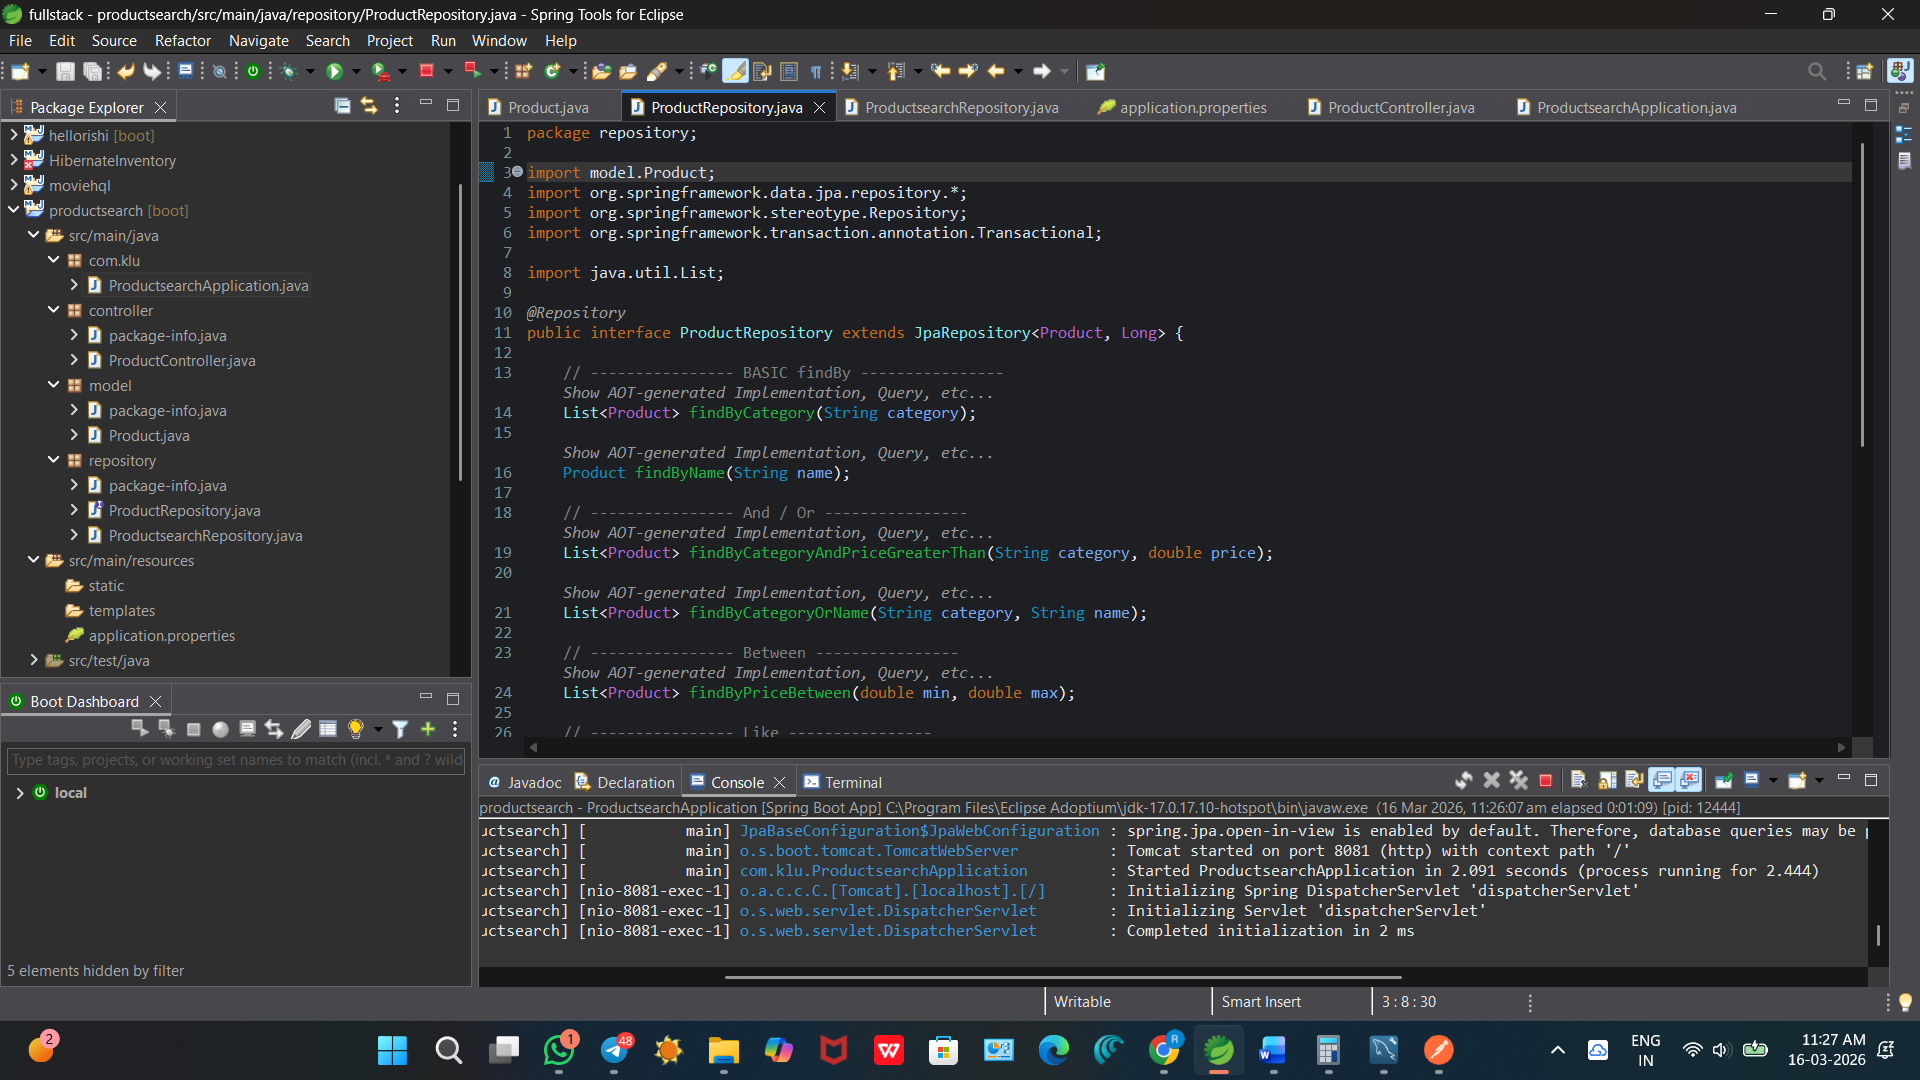 fullstack - productsearch/src/main/java/repository/ProductRepository.java - Spring Tools for Eclipse
File Edit Source Refactor Navigate Search Project Run Window Help
Package Explorer
hellorishi [boot]
HibernateInventory
moviehql
productsearch [boot]
src/main/java
com.klu
ProductsearchApplication.java
controller
package-info.java
ProductController.java
model
package-info.java
Product.java
repository
package-info.java
ProductRepository.java
ProductsearchRepository.java
src/main/resources
static
templates
application.properties
src/test/java
Boot Dashboard
Type tags, projects, or working set names to match (incl. * and ? wild
local
5 elements hidden by filter
Product.java ProductRepository.java ProductsearchRepository.java application.properties ProductController.java ProductsearchApplication.java
1 package repository;
2
3 import model.Product;
4 import org.springframework.data.jpa.repository.*;
5 import org.springframework.stereotype.Repository;
6 import org.springframework.transaction.annotation.Transactional;
7
8 import java.util.List;
9
10 @Repository
11 public interface ProductRepository extends JpaRepository<Product, Long> {
12
13 // ---------------- BASIC findBy ----------------
Show AOT-generated Implementation, Query, etc...
14 List<Product> findByCategory(String category);
15
Show AOT-generated Implementation, Query, etc...
16 Product findByName(String name);
17
18 // ---------------- And / Or ----------------
Show AOT-generated Implementation, Query, etc...
19 List<Product> findByCategoryAndPriceGreaterThan(String category, double price);
20
Show AOT-generated Implementation, Query, etc...
21 List<Product> findByCategoryOrName(String category, String name);
22
23 // ---------------- Between ----------------
Show AOT-generated Implementation, Query, etc...
24 List<Product> findByPriceBetween(double min, double max);
25
26 // ---------------- Like ----------------
Javadoc Declaration Console Terminal
productsearch - ProductsearchApplication [Spring Boot App] C:\Program Files\Eclipse Adoptium\jdk-17.0.17.10-hotspot\bin\javaw.exe (16 Mar 2026, 11:26:07 am elapsed 0:01:09) [pid: 12444]
uctsearch] [ main] JpaBaseConfiguration$JpaWebConfiguration : spring.jpa.open-in-view is enabled by default. Therefore, database queries may be
uctsearch] [ main] o.s.boot.tomcat.TomcatWebServer : Tomcat started on port 8081 (http) with context path '/'
uctsearch] [ main] com.klu.ProductsearchApplication : Started ProductsearchApplication in 2.091 seconds (process running for 2.444)
uctsearch] [nio-8081-exec-1] o.a.c.c.C.[Tomcat].[localhost].[/] : Initializing Spring DispatcherServlet 'dispatcherServlet'
uctsearch] [nio-8081-exec-1] o.s.web.servlet.DispatcherServlet : Initializing Servlet 'dispatcherServlet'
uctsearch] [nio-8081-exec-1] o.s.web.servlet.DispatcherServlet : Completed initialization in 2 ms
Writable Smart Insert 3 : 8 : 30
2
1
48
R
ENG
IN
11:27 AM
16-03-2026